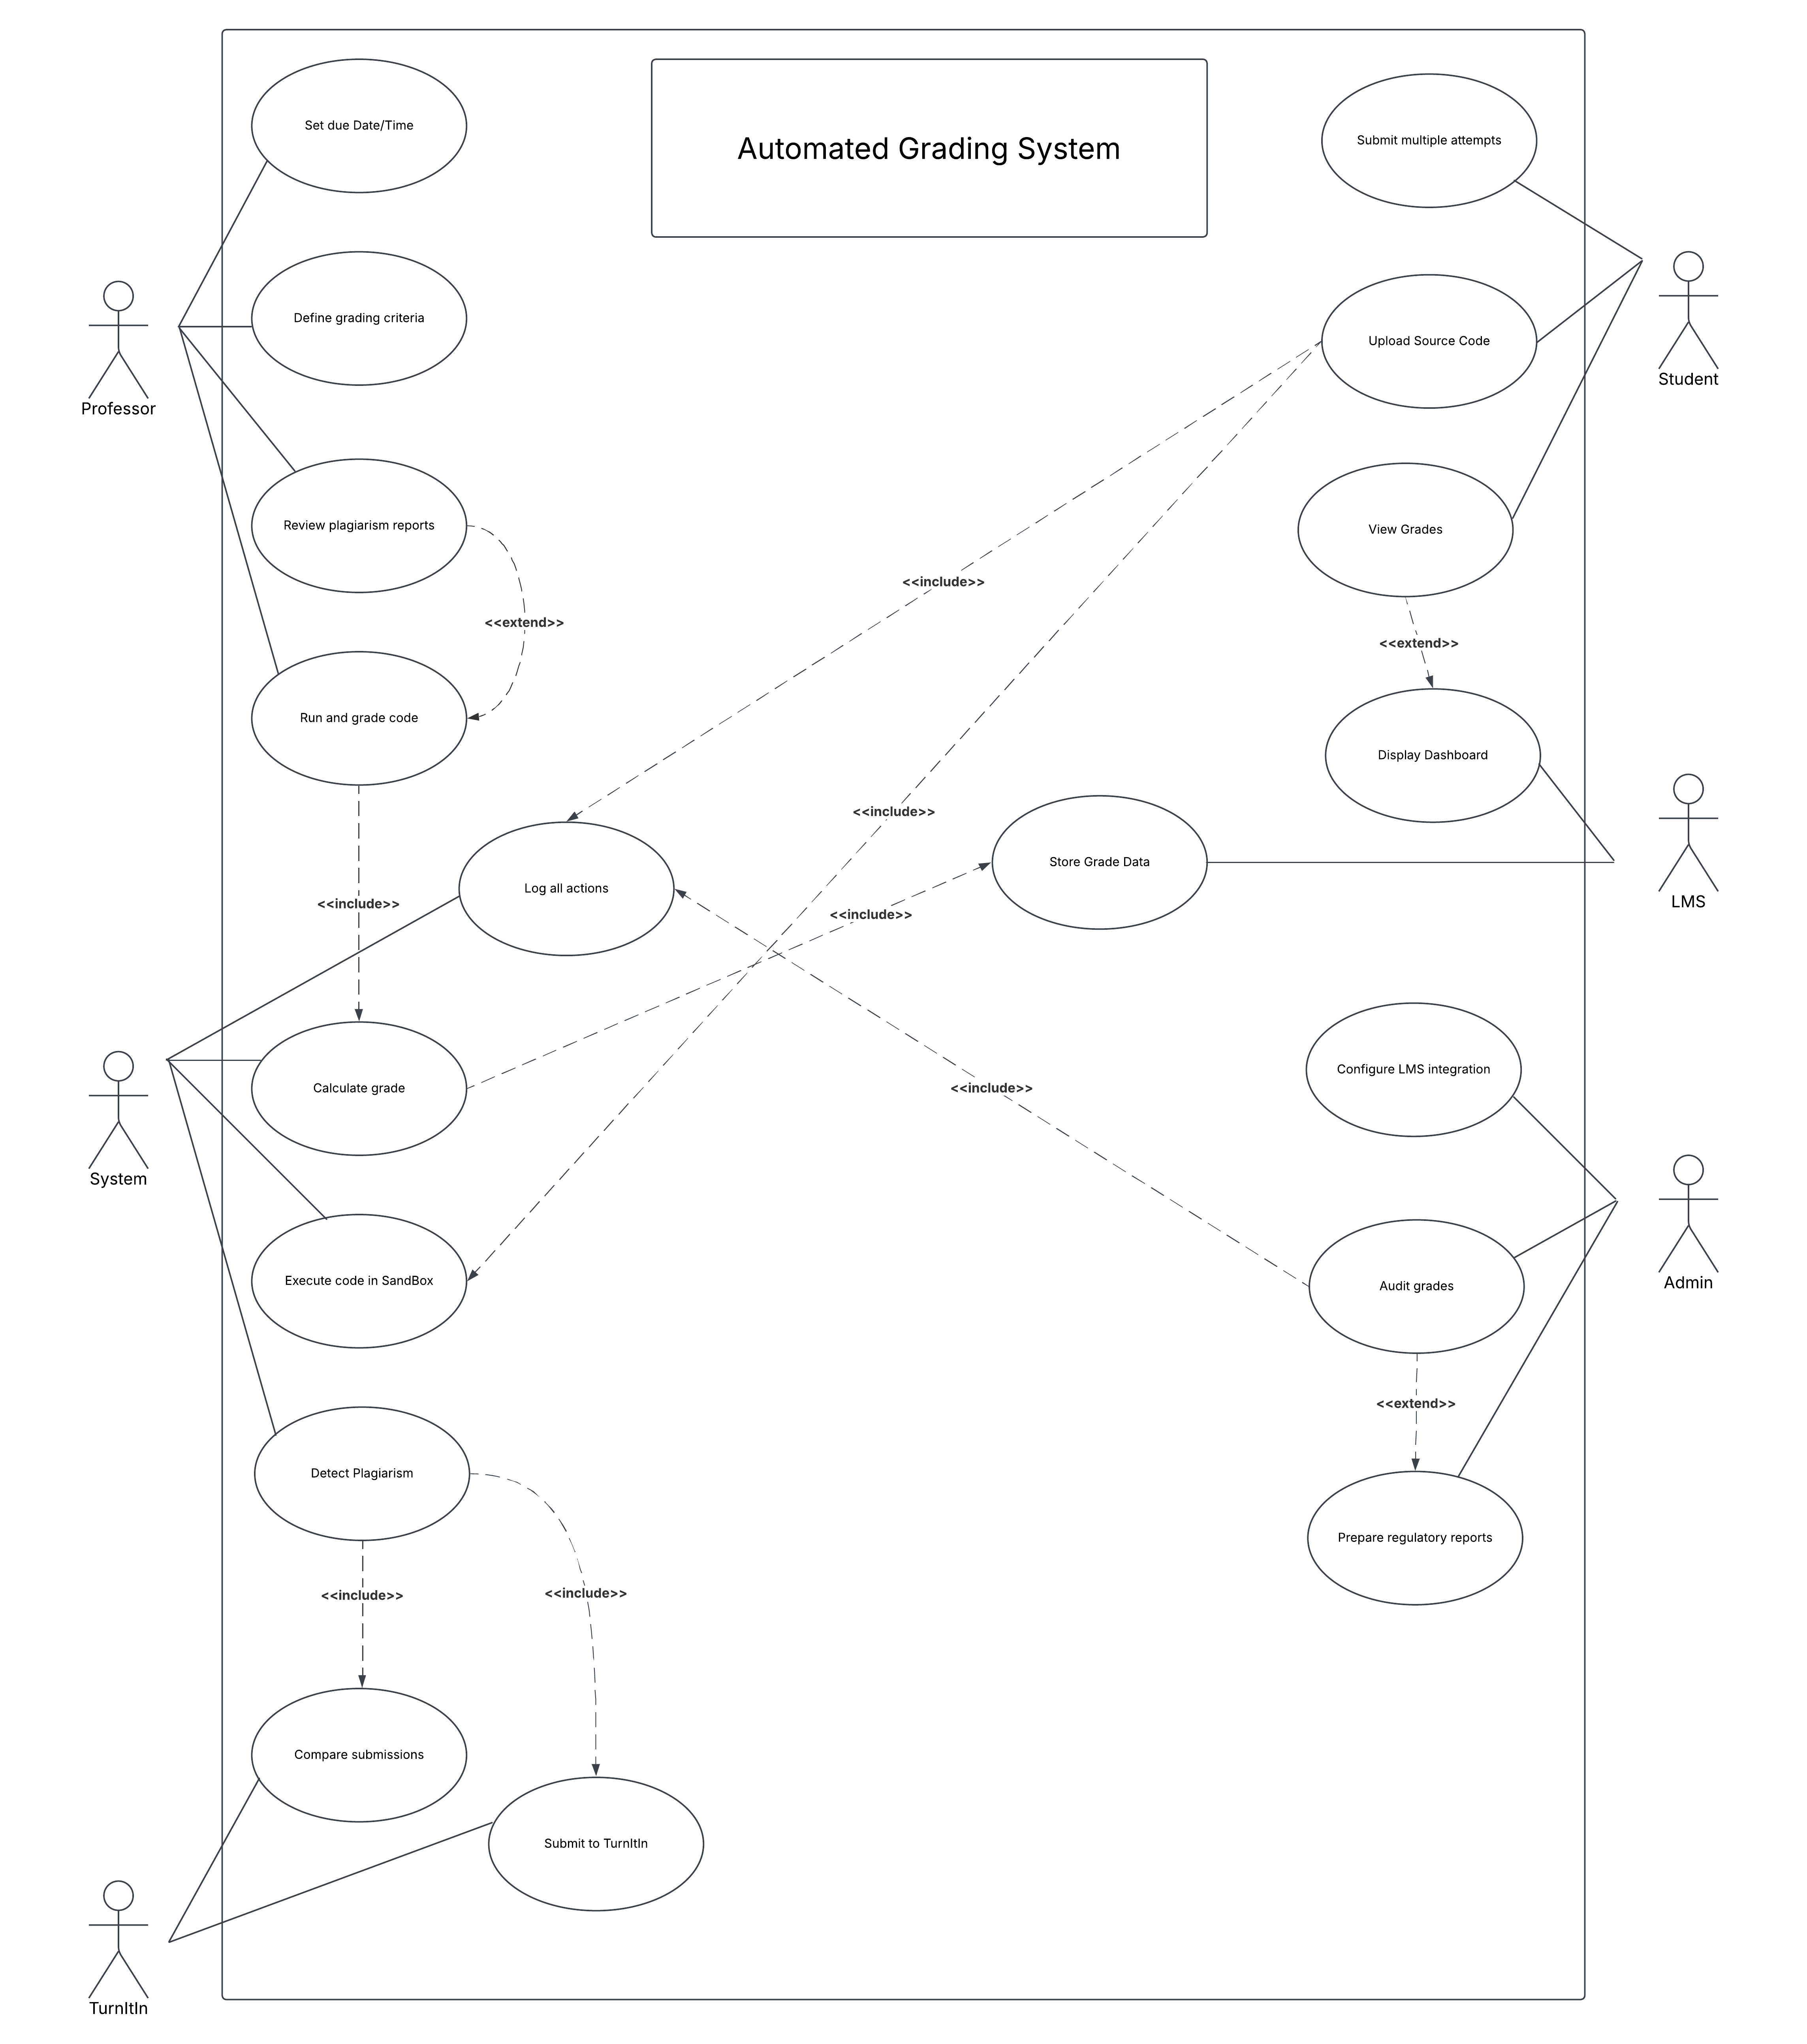 Set due Date/Time
Automated Grading System
Submit multiple attempts
Define grading criteria
Upload Source Code
Professor
Student
Review plagiarism reports
View Grades
<<include>>
<<extend>>
<<extend>>
Run and grade code
Display Dashboard
<<include>>
Store Grade Data
Log all actions
LMS
<<include>>
<<include>>
Configure LMS integration
Calculate grade
<<include>>
System
Execute code in SandBox
Audit grades
Admin
<<extend>>
Detect Plagiarism
Prepare regulatory reports
<<include>>
<<include>>
Compare submissions
Submit to TurnItIn
TurnItIn